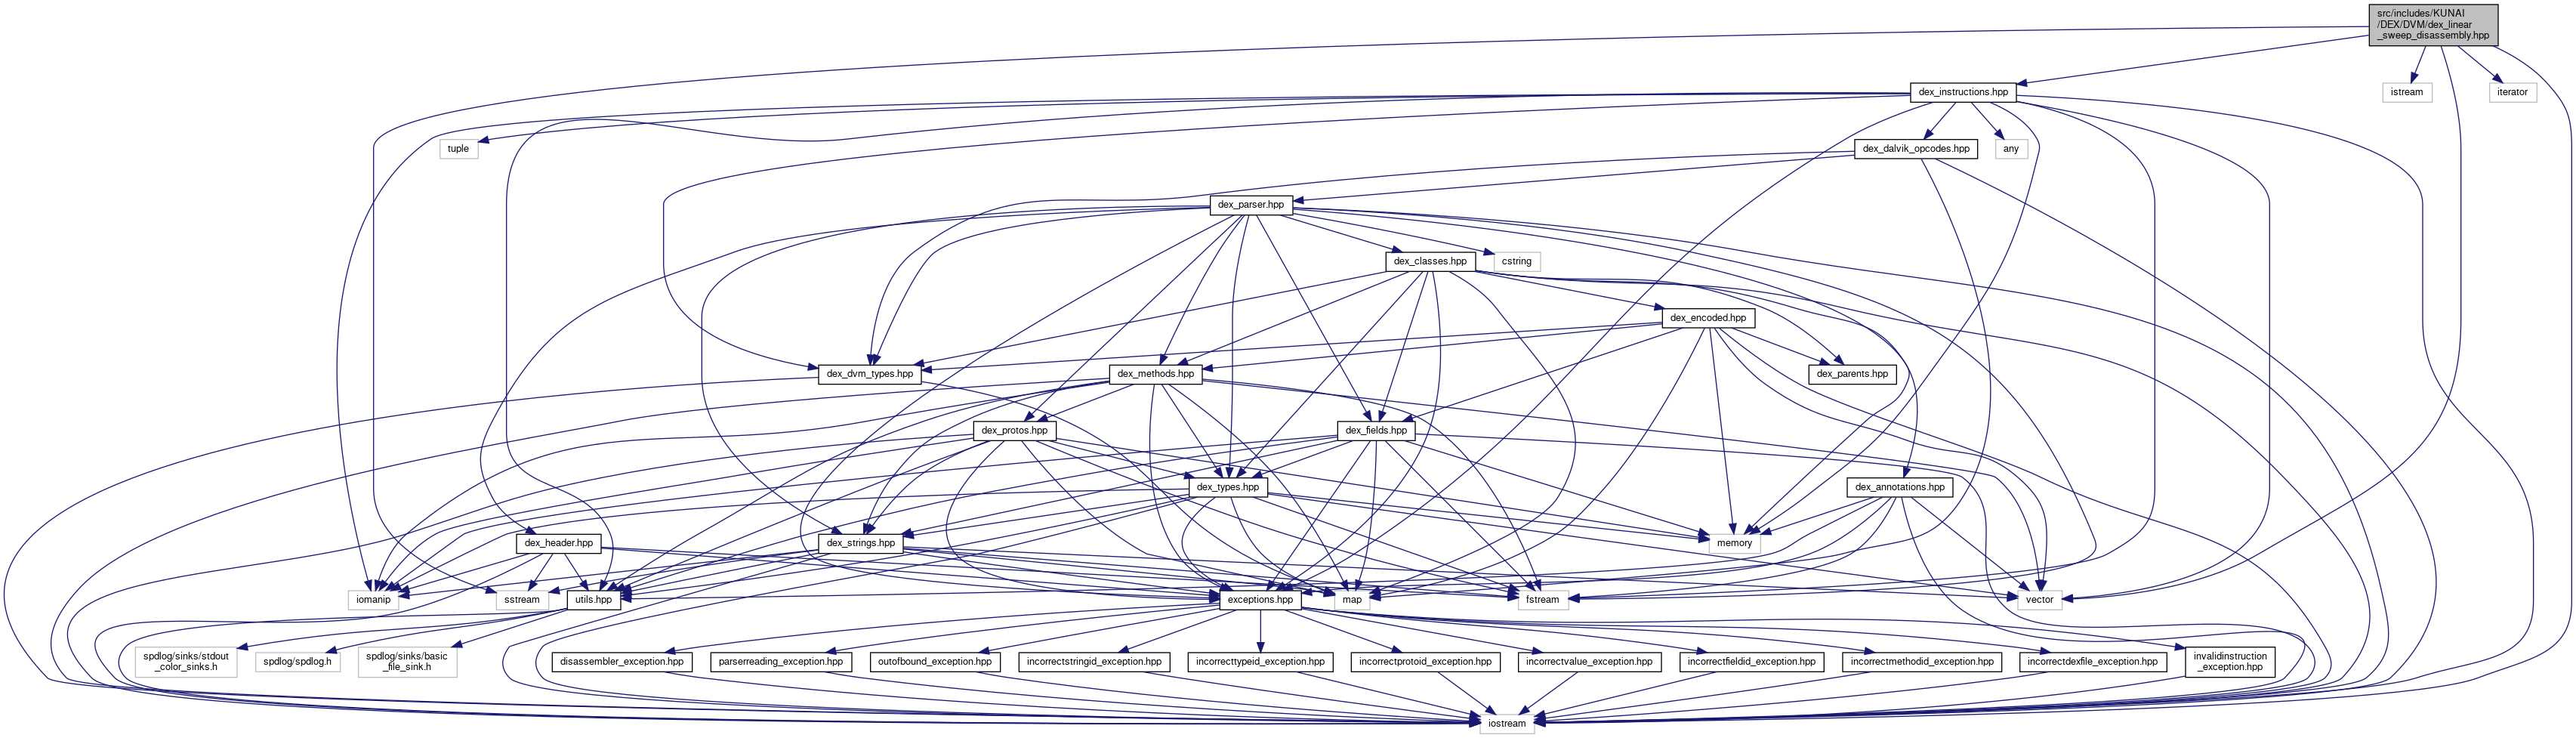 src/includes/KUNAI
/DEX/DVM/dex_linear
_sweep_disassembly.hpp
dex_instructions.hpp
istream
iterator
tuple
dex_dalvik_opcodes.hpp
any
dex_parser.hpp
dex_classes.hpp
cstring
dex_encoded.hpp
dex_dvm_types.hpp
dex_methods.hpp
dex_parents.hpp
dex_protos.hpp
dex_fields.hpp
dex_types.hpp
dex_annotations.hpp
dex_header.hpp
dex_strings.hpp
memory
iomanip
sstream
utils.hpp
exceptions.hpp
map
fstream
vector
spdlog/sinks/stdout
_color_sinks.h
spdlog/spdlog.h
spdlog/sinks/basic
_file_sink.h
disassembler_exception.hpp
parserreading_exception.hpp
outofbound_exception.hpp
incorrectstringid_exception.hpp
incorrecttypeid_exception.hpp
incorrectprotoid_exception.hpp
incorrectvalue_exception.hpp
incorrectfieldid_exception.hpp
incorrectmethodid_exception.hpp
incorrectdexfile_exception.hpp
invalidinstruction
_exception.hpp
iostream